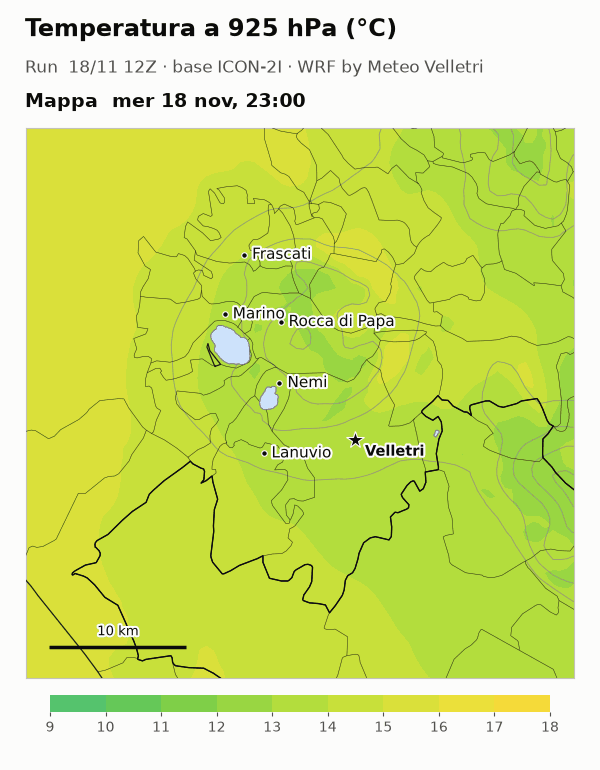 Temperatura a 925 hPa (°C)
Run  18/11 12Z · base ICON-2I · WRF by Meteo Velletri
Mappa  mer 18 nov, 23:00
Frascati
Marino
Rocca di Papa
Nemi
Velletri
Lanuvio
10 km
9 10 11 12 13 14 15 16 17 18